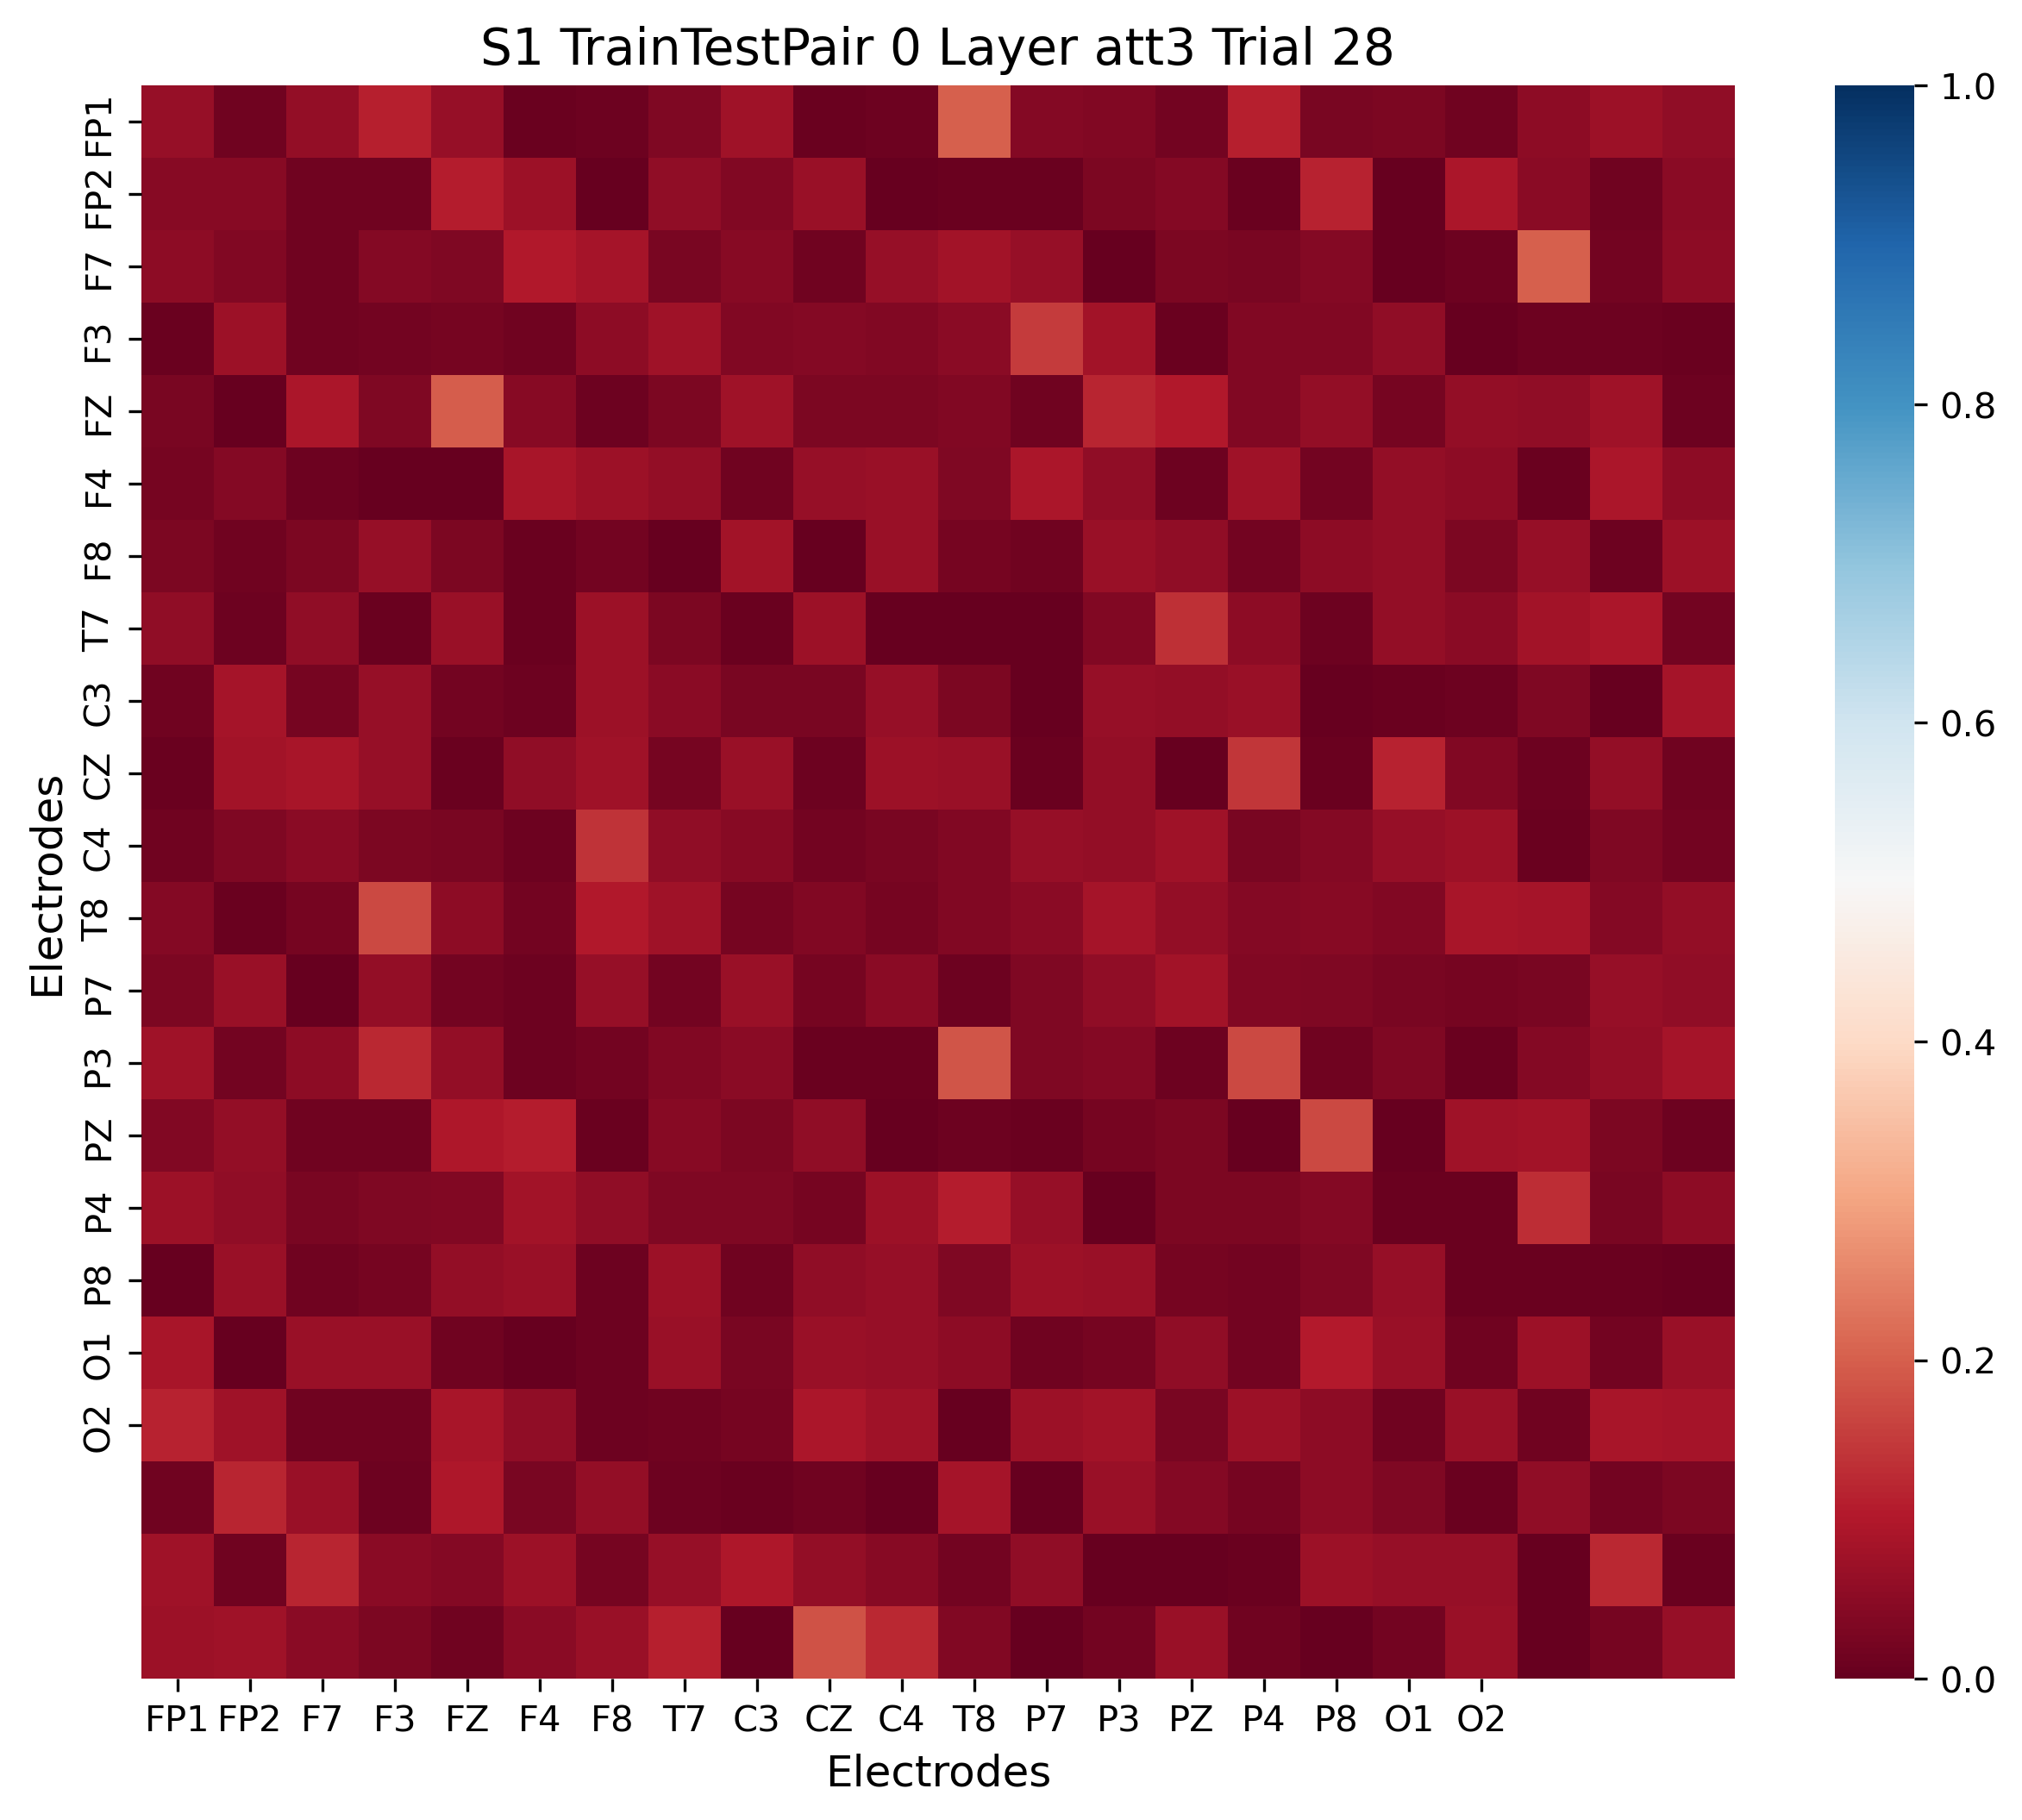 S1 TrainTestPair 0 Layer att3 Trial 28
Electrodes
FP1
FP2
F7
F3
FZ
F4
F8
T7
C3
CZ
C4
T8
P7
P3
PZ
P4
P8
O1
O2
FP1 FP2 F7 F3 FZ F4 F8 T7 C3 CZ C4 T8 P7 P3 PZ P4 P8 O1 O2
Electrodes
1.0
0.8
0.6
0.4
0.2
0.0